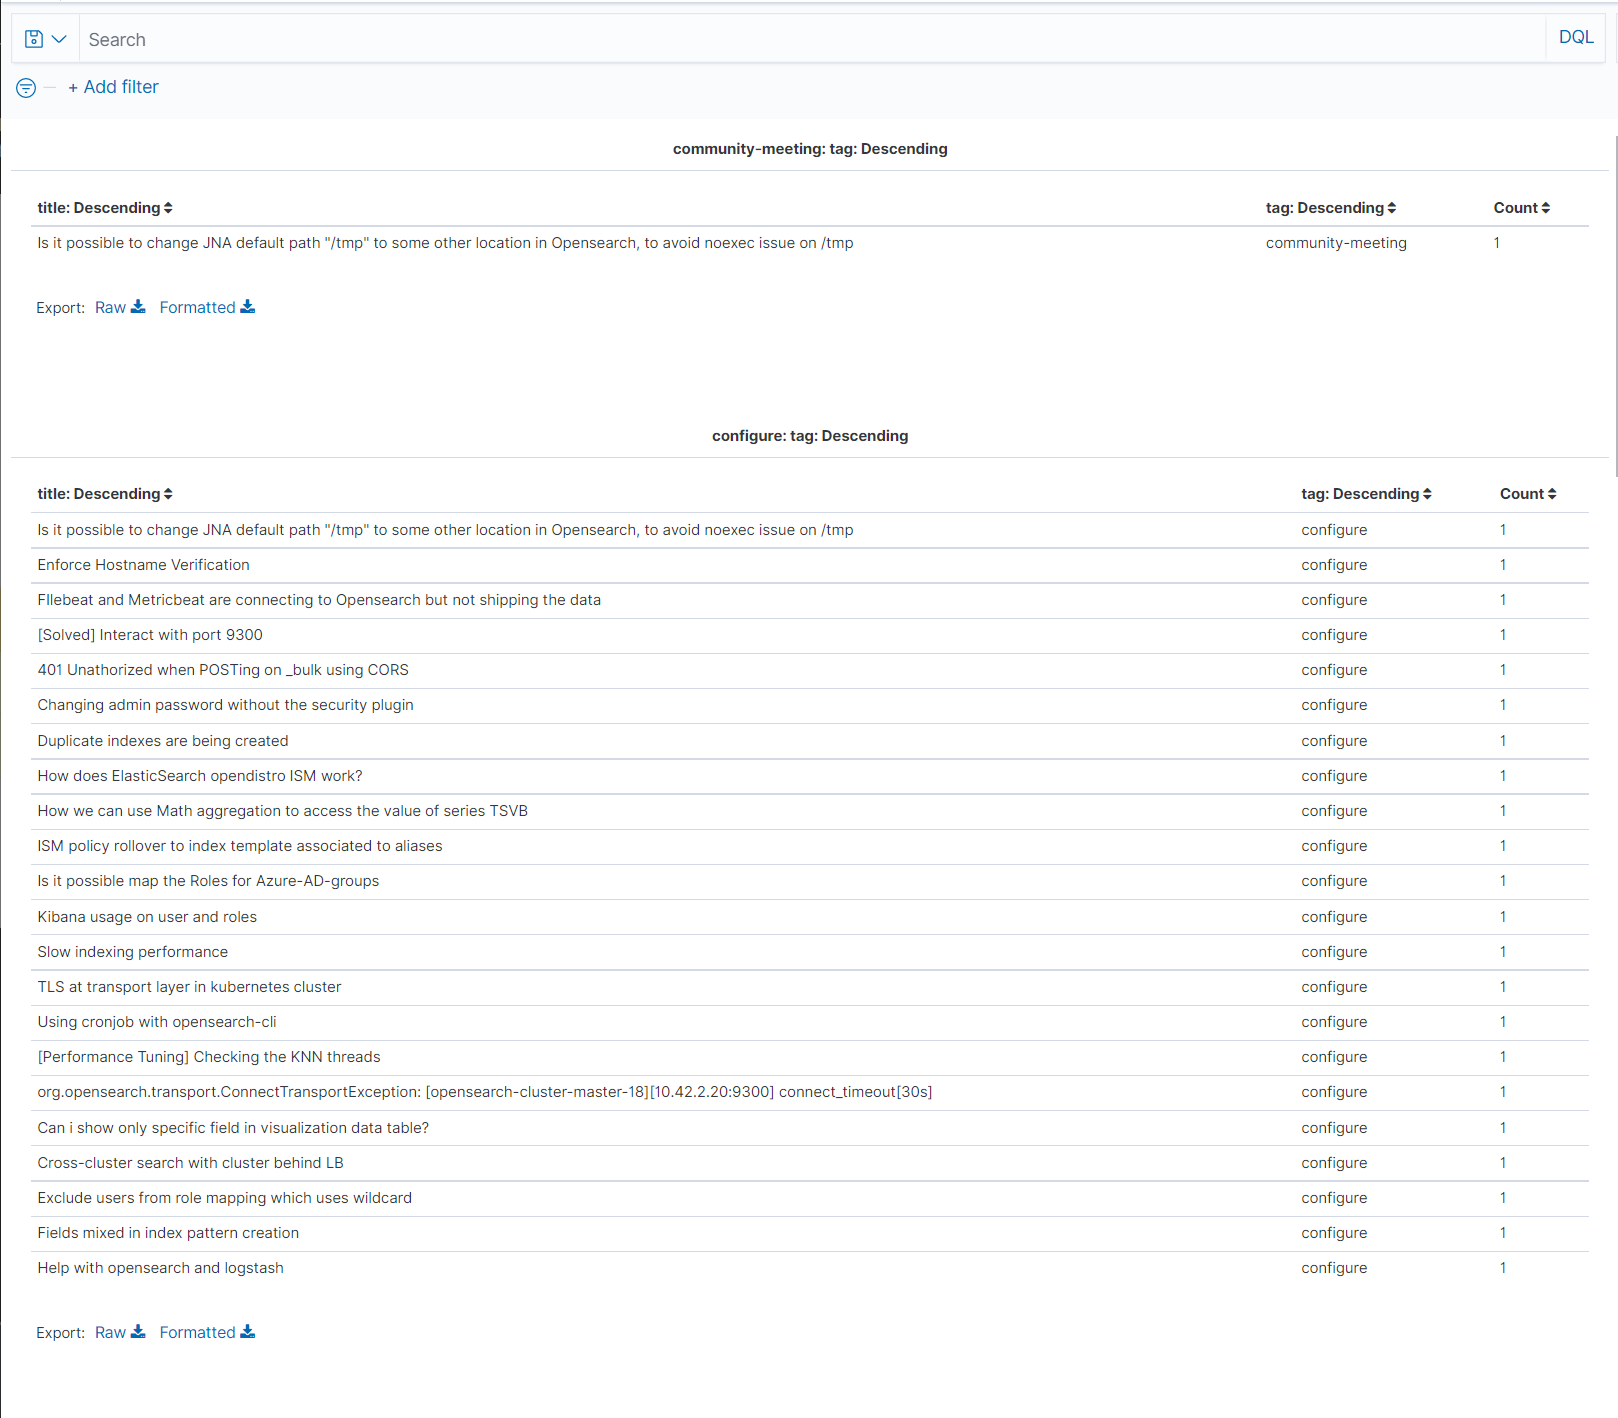 Search
DQL
+ Add filter
community-meeting: tag: Descending
title: Descending tag: Descending Count
Is it possible to change JNA default path "/tmp" to some other location in Opensearch, to avoid noexec issue on /tmp community-meeting 1
Export: Raw Formatted
configure: tag: Descending
title: Descending tag: Descending Count
Is it possible to change JNA default path "/tmp" to some other location in Opensearch, to avoid noexec issue on /tmp configure 1
Enforce Hostname Verification configure 1
FIlebeat and Metricbeat are connecting to Opensearch but not shipping the data configure 1
[Solved] Interact with port 9300 configure 1
401 Unathorized when POSTing on _bulk using CORS configure 1
Changing admin password without the security plugin configure 1
Duplicate indexes are being created configure 1
How does ElasticSearch opendistro ISM work? configure 1
How we can use Math aggregation to access the value of series TSVB configure 1
ISM policy rollover to index template associated to aliases configure 1
Is it possible map the Roles for Azure-AD-groups configure 1
Kibana usage on user and roles configure 1
Slow indexing performance configure 1
TLS at transport layer in kubernetes cluster configure 1
Using cronjob with opensearch-cli configure 1
[Performance Tuning] Checking the KNN threads configure 1
org.opensearch.transport.ConnectTransportException: [opensearch-cluster-master-18][10.42.2.20:9300] connect_timeout[30s] configure 1
Can i show only specific field in visualization data table? configure 1
Cross-cluster search with cluster behind LB configure 1
Exclude users from role mapping which uses wildcard configure 1
Fields mixed in index pattern creation configure 1
Help with opensearch and logstash configure 1
Export: Raw Formatted